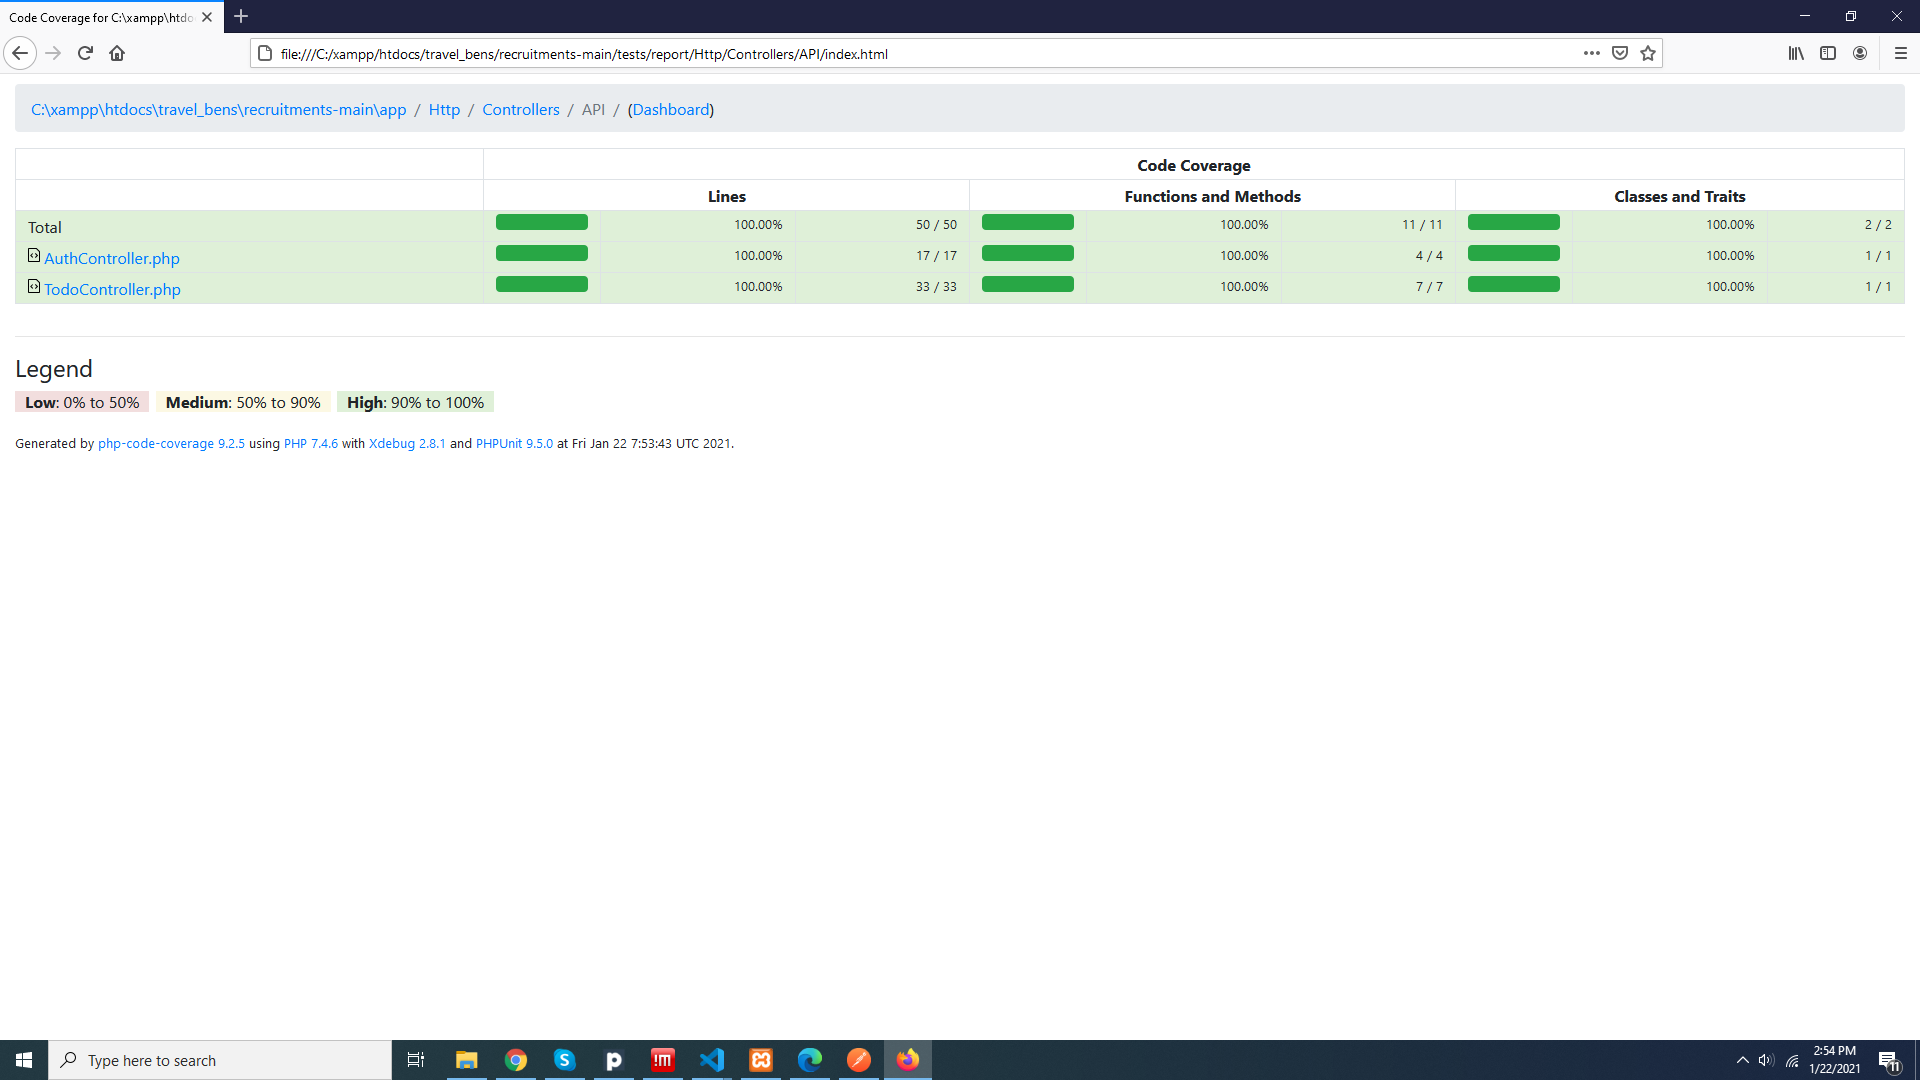 Code Coverage for C:\xampp\htdo
file:///C:/xampp/htdocs/travel_bens/recruitments-main/tests/report/Http/Controllers/API/index.html
C:\xampp\htdocs\travel_bens\recruitments-main\app / Http / Controllers / API / (Dashboard)
Code Coverage
Lines Functions and Methods Classes and Traits
Total 100.00% 50 / 50 100.00% 11 / 11 100.00% 2 / 2
AuthController.php 100.00% 17 / 17 100.00% 4 / 4 100.00% 1 / 1
TodoController.php 100.00% 33 / 33 100.00% 7 / 7 100.00% 1 / 1
Legend
Low: 0% to 50% Medium: 50% to 90% High: 90% to 100%
Generated by php-code-coverage 9.2.5 using PHP 7.4.6 with Xdebug 2.8.1 and PHPUnit 9.5.0 at Fri Jan 22 7:53:43 UTC 2021.
Type here to search
2:54 PM
1/22/2021
11